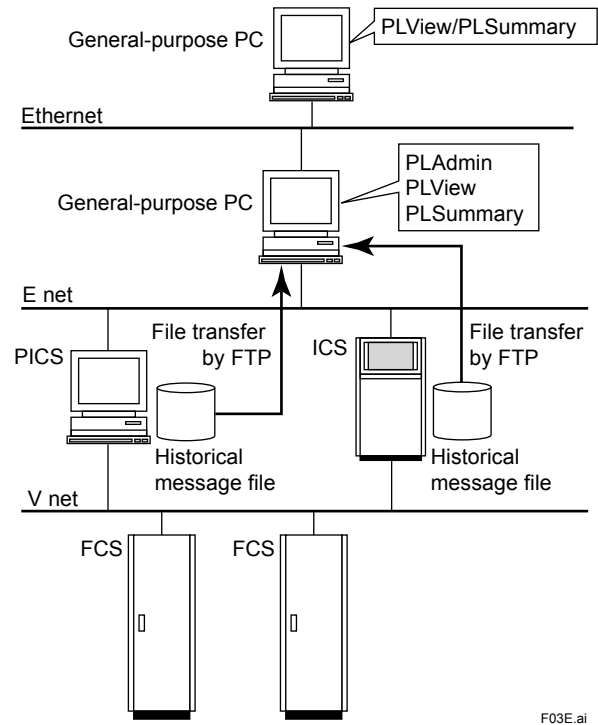 General-purpose PC
PLView/PLSummary
Ethernet
General-purpose PC
PLAdmin
PLView
PLSummary
E net
PICS
File transfer
by FTP
ICS
File transfer
by FTP
Historical
message file
Historical
message file
V net
FCS
FCS
F03E.ai